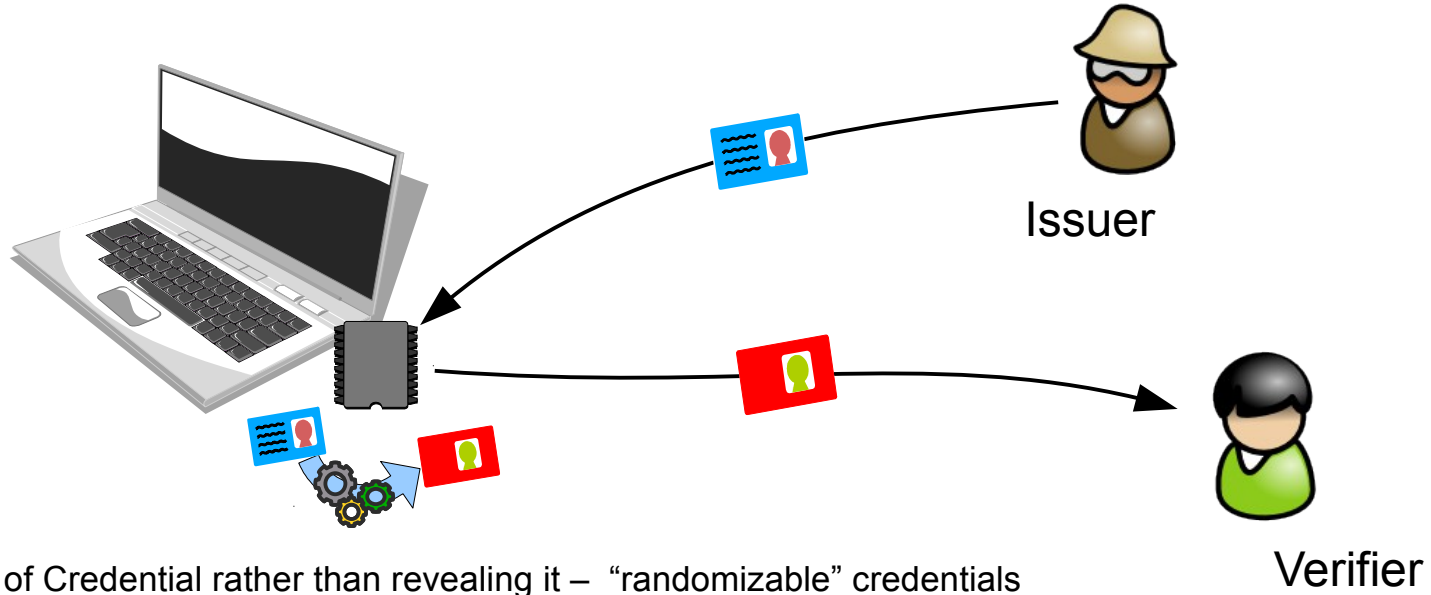 Issuer
Verifier
of Credential rather than revealing it – “randomizable” credentials